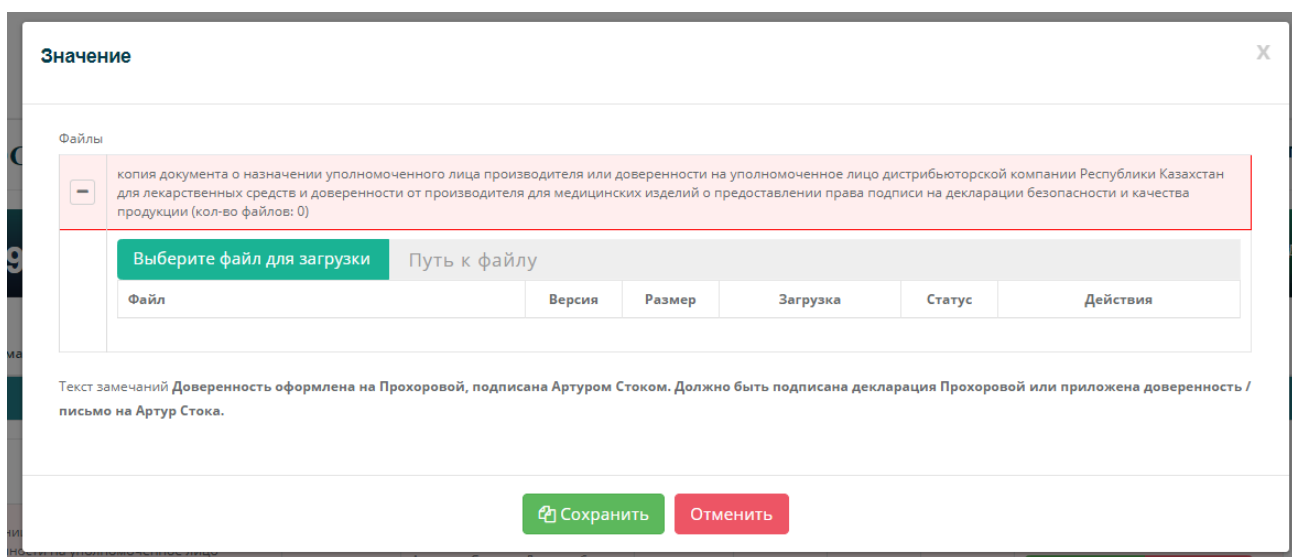 Значение
X
Файлы
копия документа о назначении уполномоченного лица производителя или доверенности на уполномоченное лицо дистрибьюторской компании Республики Казахстан
для лекарственных средств и доверенности от производителя для медицинских изделий о предоставлении права подписи на декларации безопасности и качества
продукции (кол-во файлов: 0)
Выберите файл для загрузки Путь к файлу
Файл Версия Размер Загрузка Статус Действия
Текст замечаний Доверенность оформлена на Прохоровой, подписана Артуром Стоком. Должно быть подписана декларация Прохоровой или приложена доверенность /
письмо на Артур Стока.
Сохранить Отменить